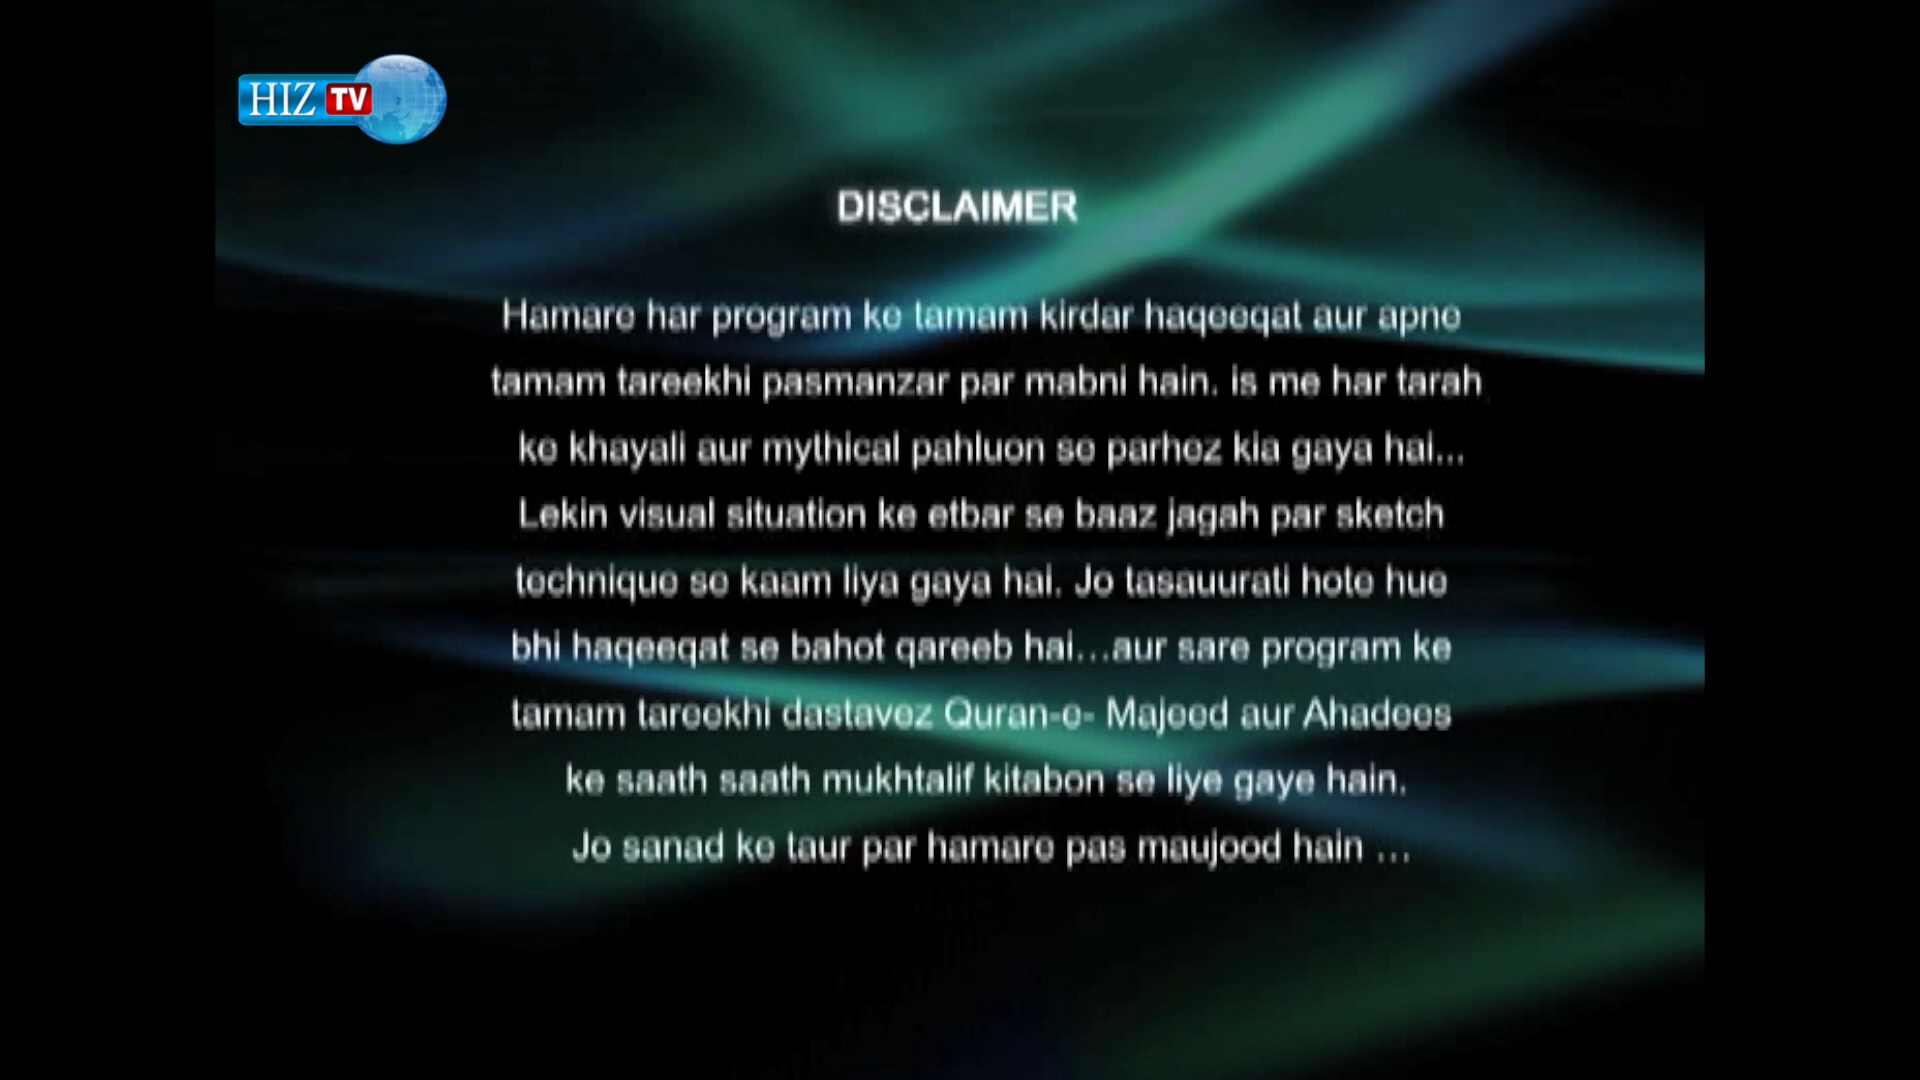 HIZ TV
DISCLAIMER
Hamare har program ke tamam kirdar haqeeqat aur apne
tamam tareekhi pasmanzar par mabni hain. is me har tarah
ke khayali aur mythical pahluon se parhez kia gaya hai...
Lekin visual situation ke etbar se baaz jagah par sketch
technique se kaam liya gaya hai. Jo tasauurati hote hue
bhi haqeeqat se bahot qareeb hai...aur sare program ke
tamam tareekhi dastavez Quran-e- Majeed aur Ahadees
ke saath saath mukhtalif kitabon se liye gaye hain.
Jo sanad ke taur par hamare pas maujood hain ...